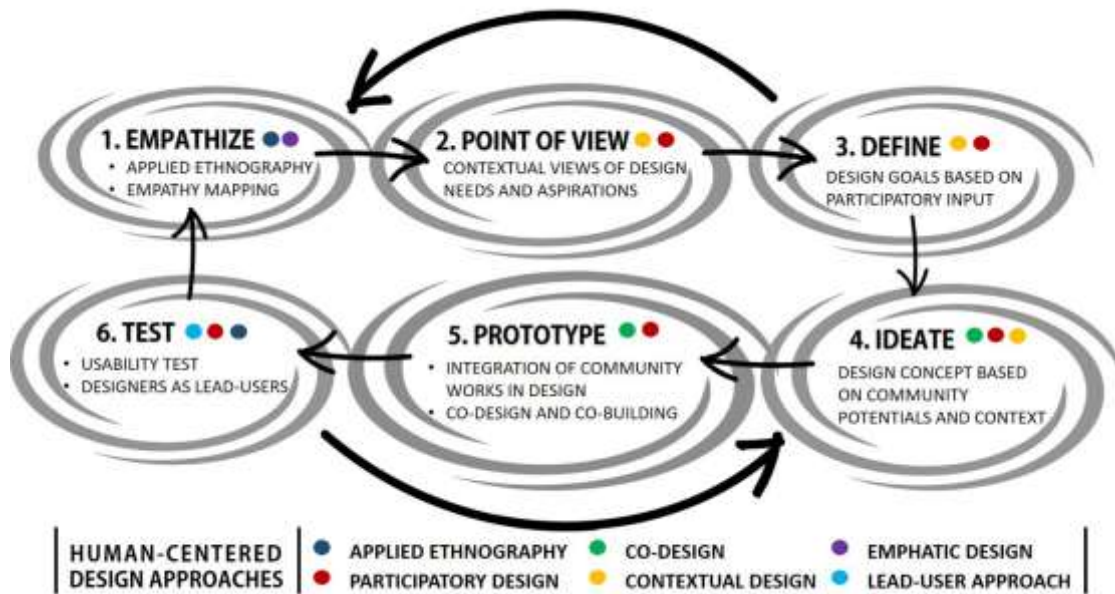 1. EMPATHIZE
• APPLIED ETHNOGRAPHY
• EMPATHY MAPPING
2. POINT OF VIEW
CONTEXTUAL VIEWS OF DESIGN
NEEDS AND ASPIRATIONS
3. DEFINE
DESIGN GOALS BASED ON
PARTICIPATORY INPUT
4. IDEATE
DESIGN CONCEPT BASED
ON COMMUNITY
POTENTIALS AND CONTEXT
5. PROTOTYPE
• INTEGRATION OF COMMUNITY
WORKS IN DESIGN
• CO-DESIGN AND CO-BUILDING
6. TEST
• USABILITY TEST
• DESIGNERS AS LEAD-USERS
HUMAN-CENTERED
DESIGN APPROACHES
APPLIED ETHNOGRAPHY
PARTICIPATORY DESIGN
CO-DESIGN
CONTEXTUAL DESIGN
EMPHATIC DESIGN
LEAD-USER APPROACH